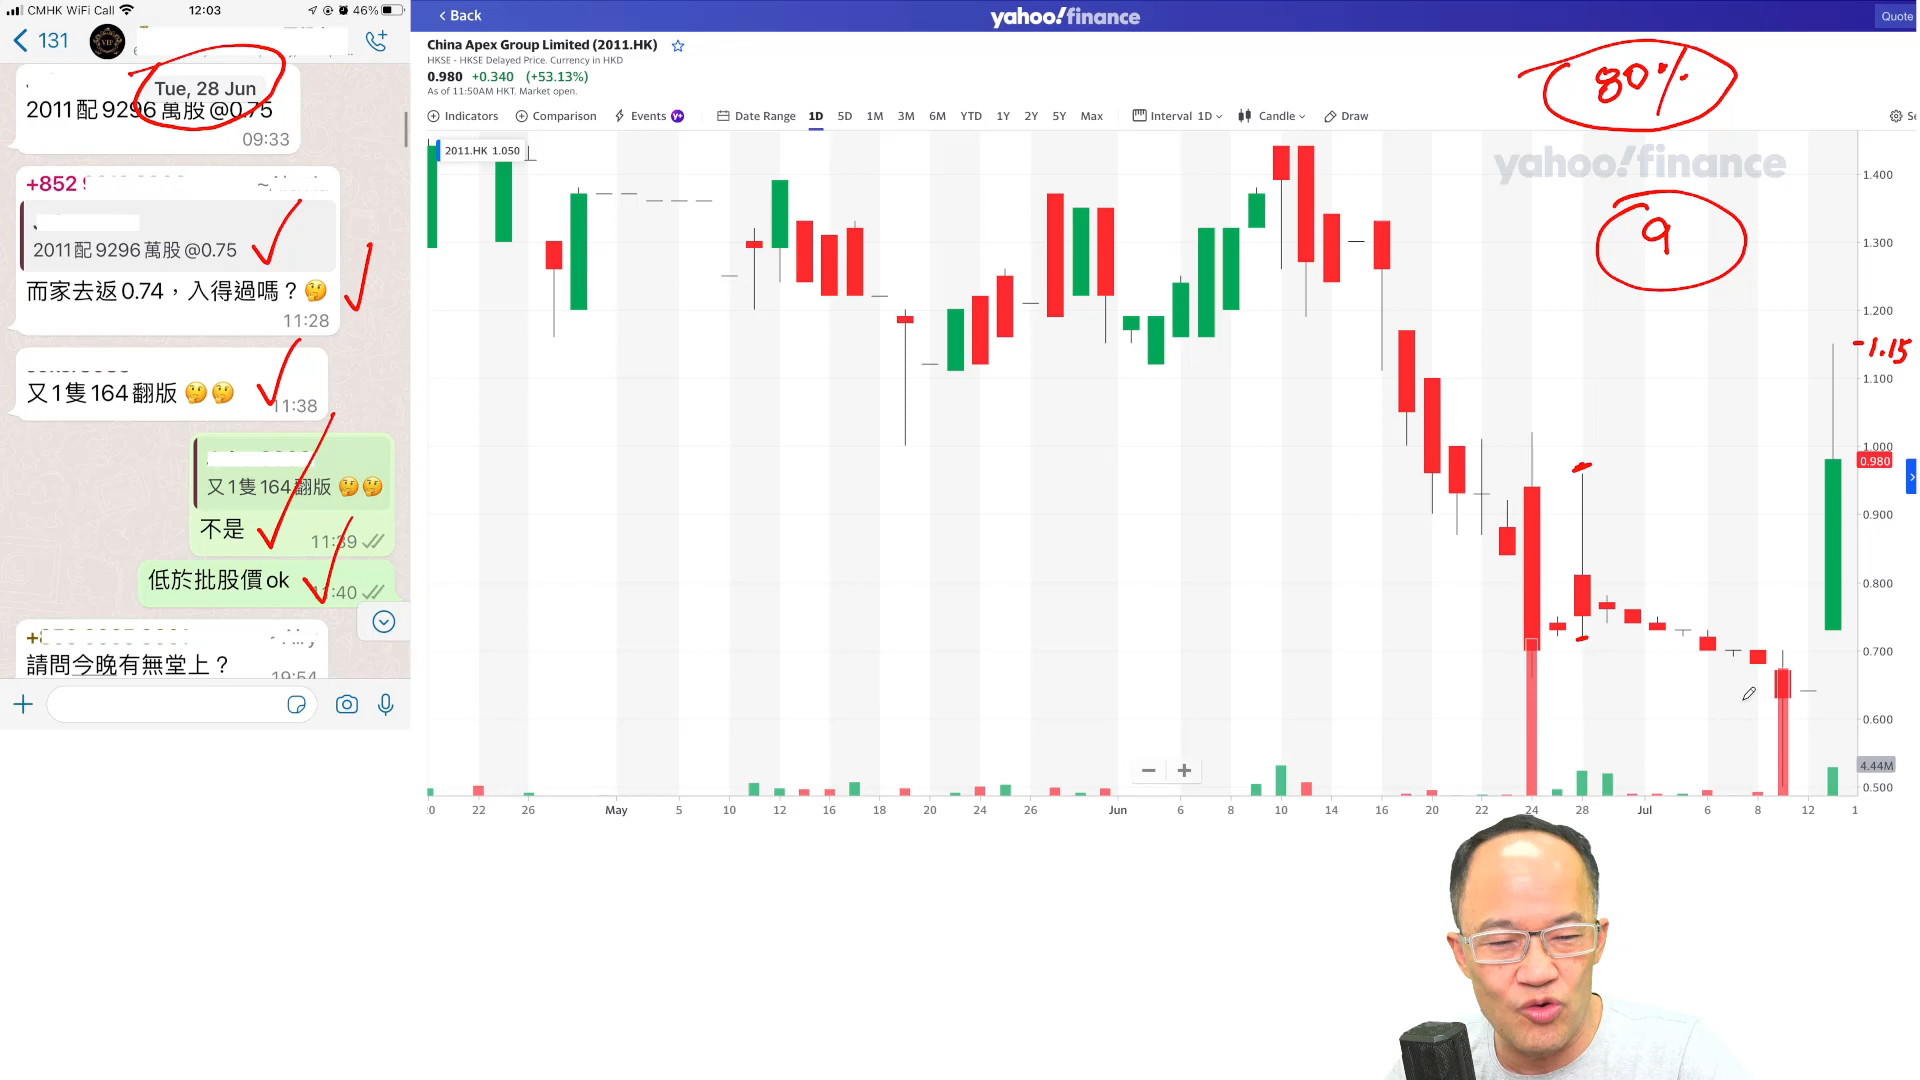 CMHK WiFi Call
12:03
46%
131
VIP
Tue, 28 Jun
2011配9296萬股@0.75
09:33
+852
2011配9296萬股@0.75
而家去返0.74，入得過嗎？🤔
11:28
又1隻164翻版 🤔🤔
11:38
又1隻164翻版 🤔🤔
不是
11:39
低於批股價ok
11:40
請問今晚有無堂上？
19:54
Back
yahoo!finance
Quote
China Apex Group Limited (2011.HK)
HKSE - HKSE Delayed Price. Currency in HKD
0.980 +0.340 (+53.13%)
As of 11:50AM HKT. Market open.
Indicators
Comparison
Events
Y+
Date Range
1D 5D 1M 3M 6M YTD 1Y 2Y 5Y Max
Interval 1D
Candle
Draw
80%
2011.HK 1.050
yahoo!finance
9
1.400
1.300
1.200
-1.15
1.100
1.000
0.980
0.900
0.800
0.700
0.600
4.44M
0.500
22 26 May 5 10 12 16 18 20 24 26 Jun 6 8 10 14 16 20 22 24 28 Jul 6 8 12